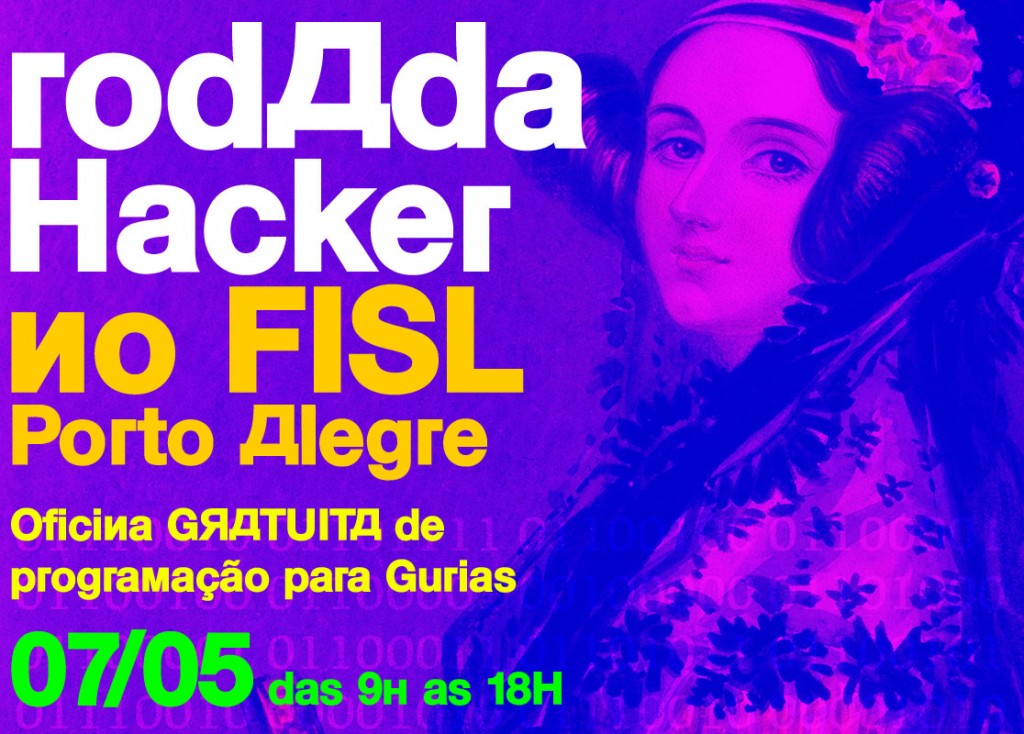 rodAda
Hacker
no FISL
Porto Alegre
Oficina GRATUITA de
programação para Gurias
07/05 das 9H as 18H